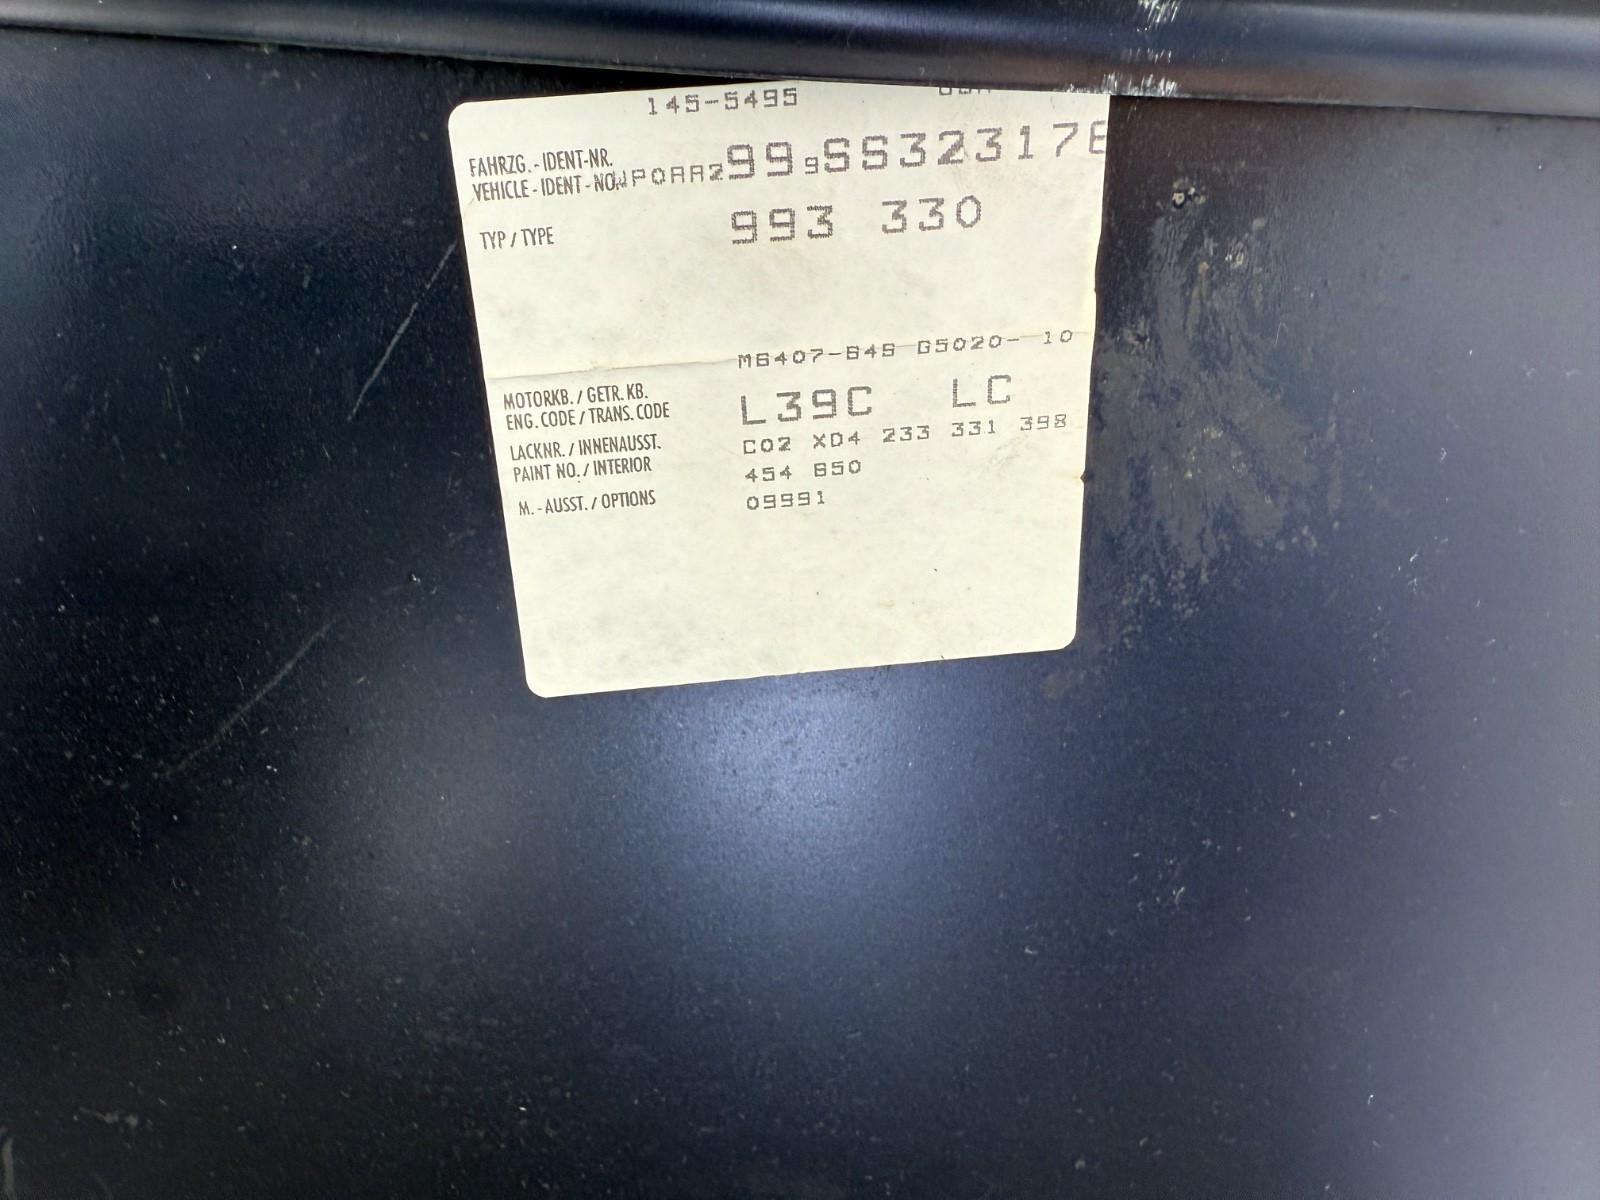 145-5495
FAHRZG.-IDENT-NR.
VEHICLE-IDENT-NO. WP0AA2999SS32317
TYP / TYPE 993 330
M6407-64S G5020- 10
MOTORKB. / GETR. KB.
ENG. CODE / TRANS. CODE L39C LC
LACKNR. / INNENAUSST. C02 XD4 233 331 398
PAINT NO. / INTERIOR 454 650
M.-AUSST. / OPTIONS 09991